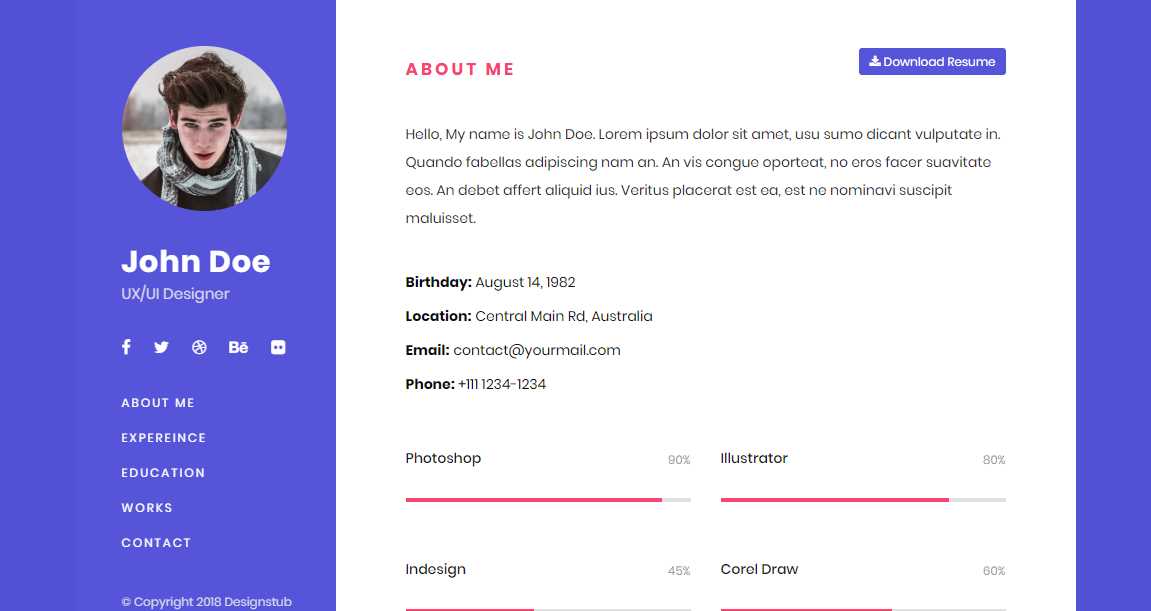 John Doe
UX/UI Designer
Bē
ABOUT ME
EXPEREINCE
EDUCATION
WORKS
CONTACT
© Copyright 2018 Designstub
ABOUT ME
Download Resume
Hello, My name is John Doe. Lorem ipsum dolor sit amet, usu sumo dicant vulputate in.
Quando fabellas adipiscing nam an. An vis congue oporteat, no eros facer suavitate
eos. An debet affert aliquid ius. Veritus placerat est ea, est ne nominavi suscipit
maluisset.
Birthday: August 14, 1982
Location: Central Main Rd, Australia
Email: contact@yourmail.com
Phone: +111 1234-1234
Photoshop 90%
Illustrator 80%
Indesign 45%
Corel Draw 60%